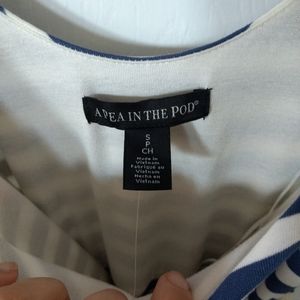 A PEA IN THE POD®
S
P
CH
Made in
Vietnam
Fabriqué au
Vietnam
Hecho en
Vietnam